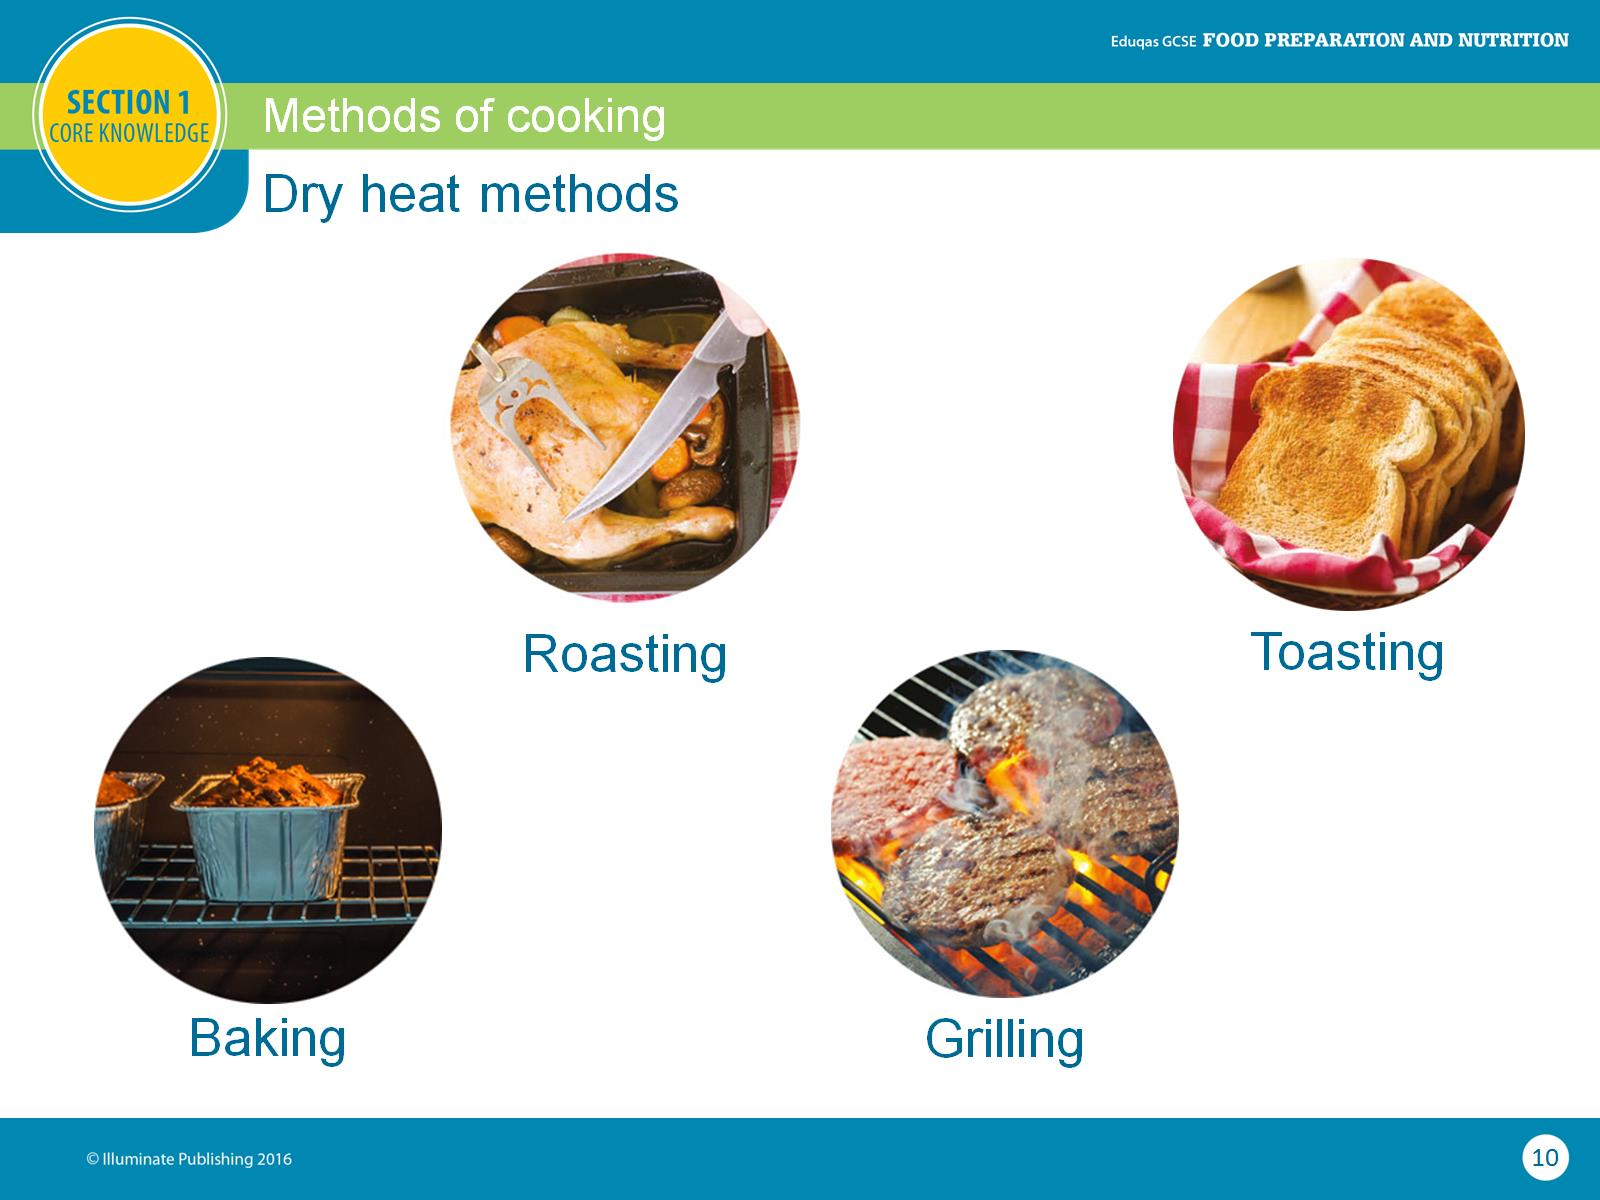 Eduqas GCSE FOOD PREPARATION AND NUTRITION
SECTION 1
CORE KNOWLEDGE
Methods of cooking
Dry heat methods
Roasting
Toasting
Baking
Grilling
© Illuminate Publishing 2016
10